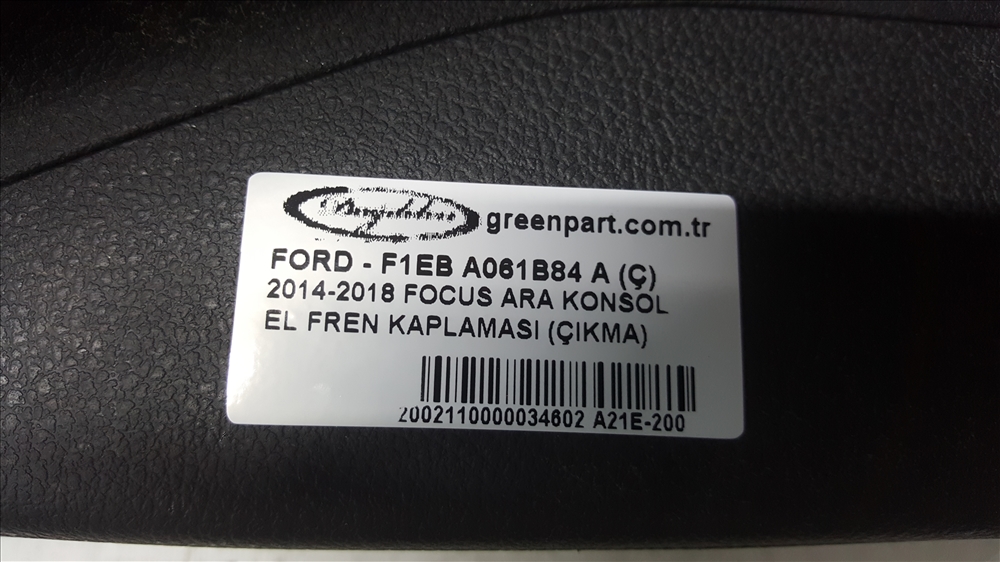 greenpart.com.tr
FORD - F1EB A061B84 A (Ç)
2014-2018 FOCUS ARA KONSOL
EL FREN KAPLAMASI (ÇIKMA)
2002110000034602 A21E-200